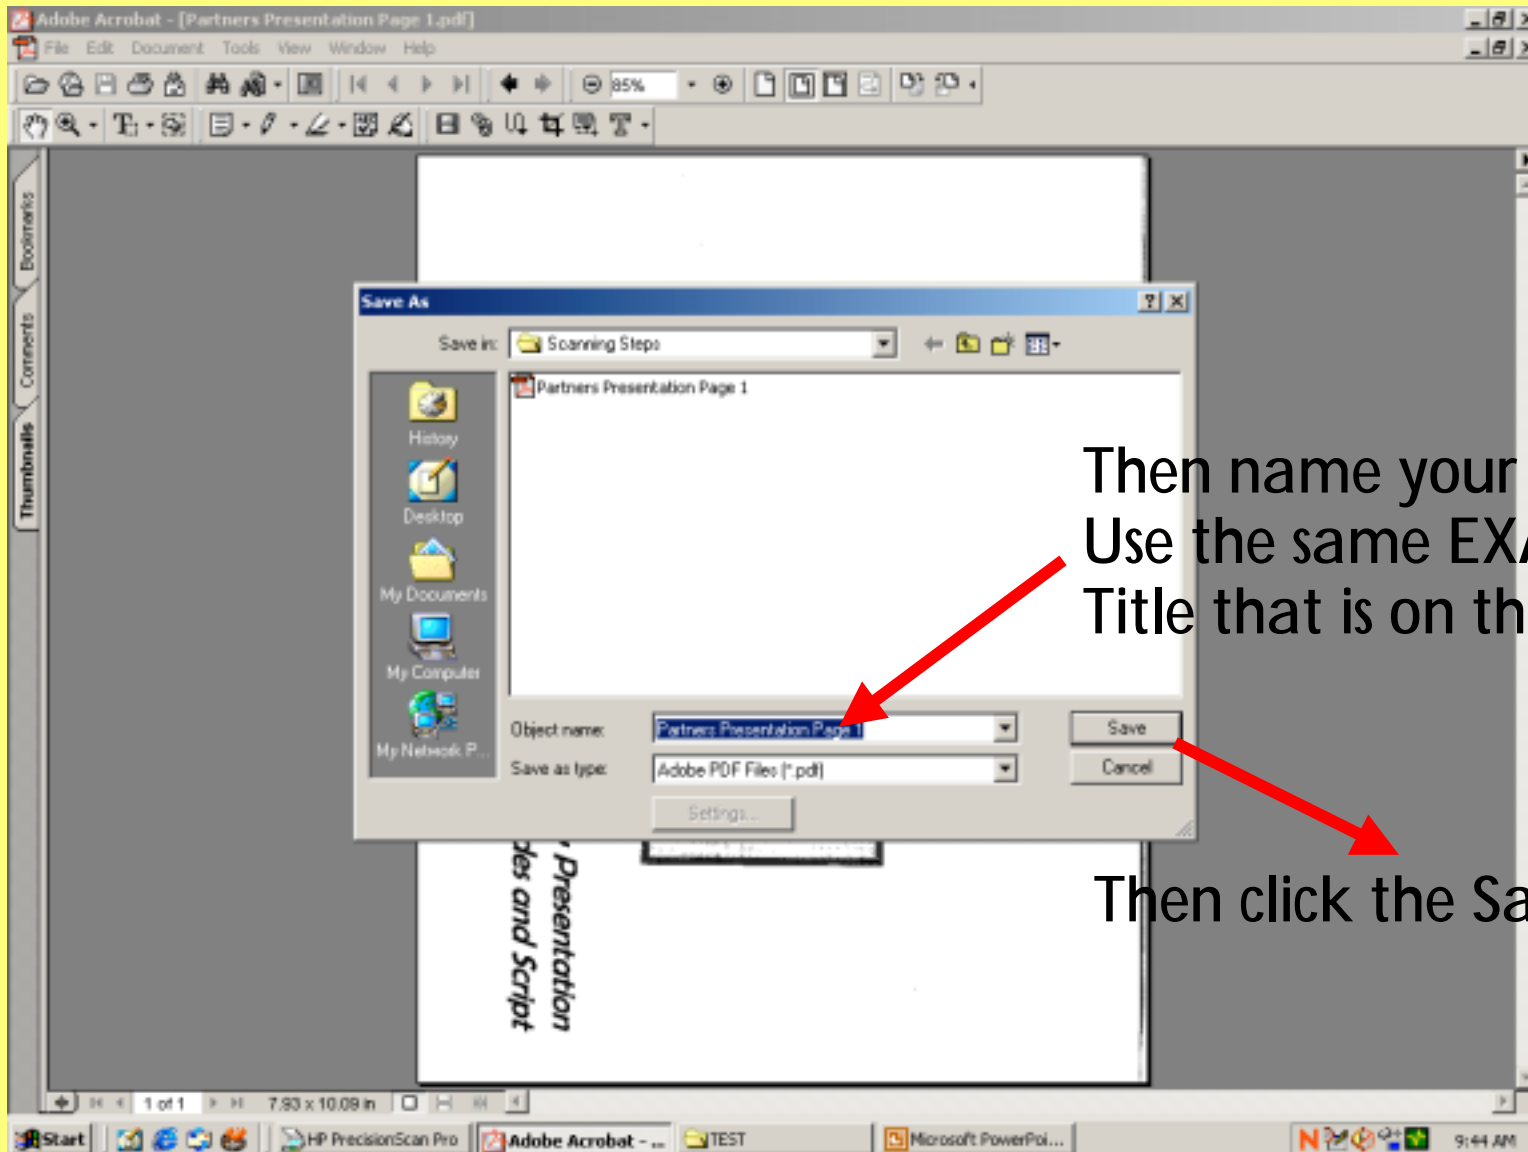 Adobe Acrobat - [Partners Presentation Page 1.pdf]
File Edit Document Tools View Window Help
85%
Bookmarks
Comments
Thumbnails
Save As
Save in: Scanning Steps
Partners Presentation Page 1
History
Desktop
My Documents
My Computer
My Network P...
Then name your
Use the same EXA
Title that is on th
Object name: Partners Presentation Page 1
Save
Save as type: Adobe PDF Files (*.pdf)
Cancel
Settings...
Then click the Sa
Presentation
des and Script
1 of 1 7.93 x 10.09 in
Start HP PrecisionScan Pro Adobe Acrobat - ... TEST Microsoft PowerPoi... 9:44 AM